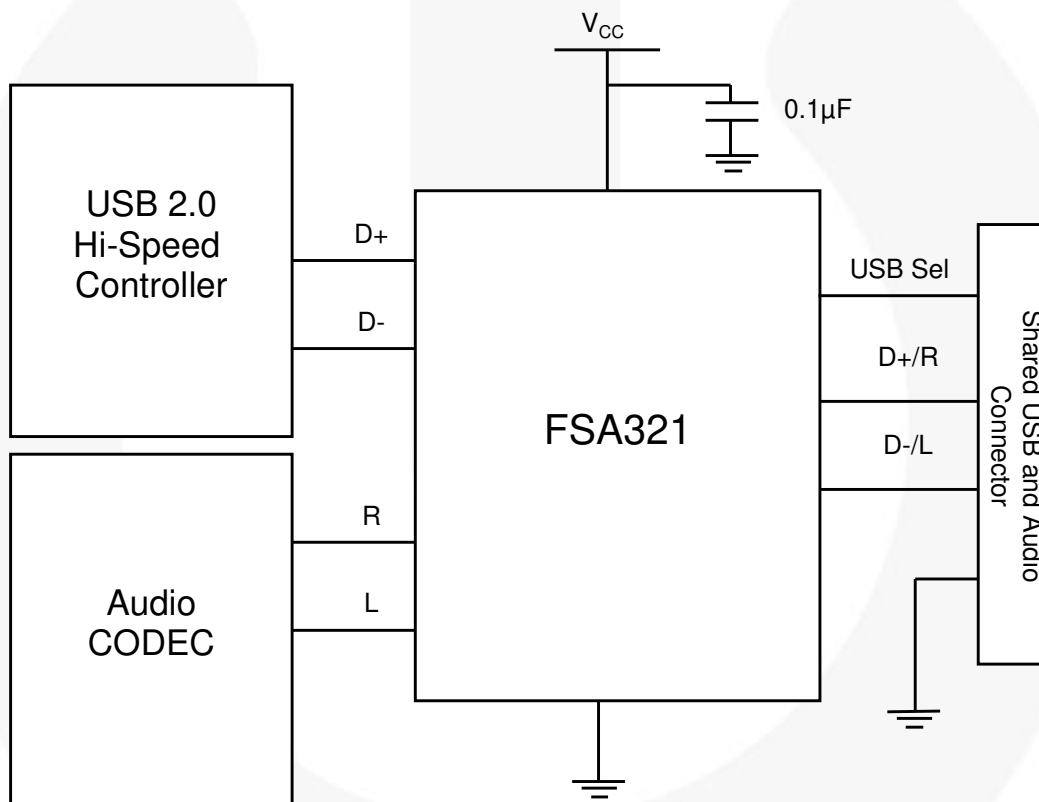 V_CC
0.1µF
USB 2.0
Hi-Speed
Controller
D+
D-
USB Sel
D+/R
D-/L
FSA321
Shared USB and Audio
Connector
R
L
Audio
CODEC